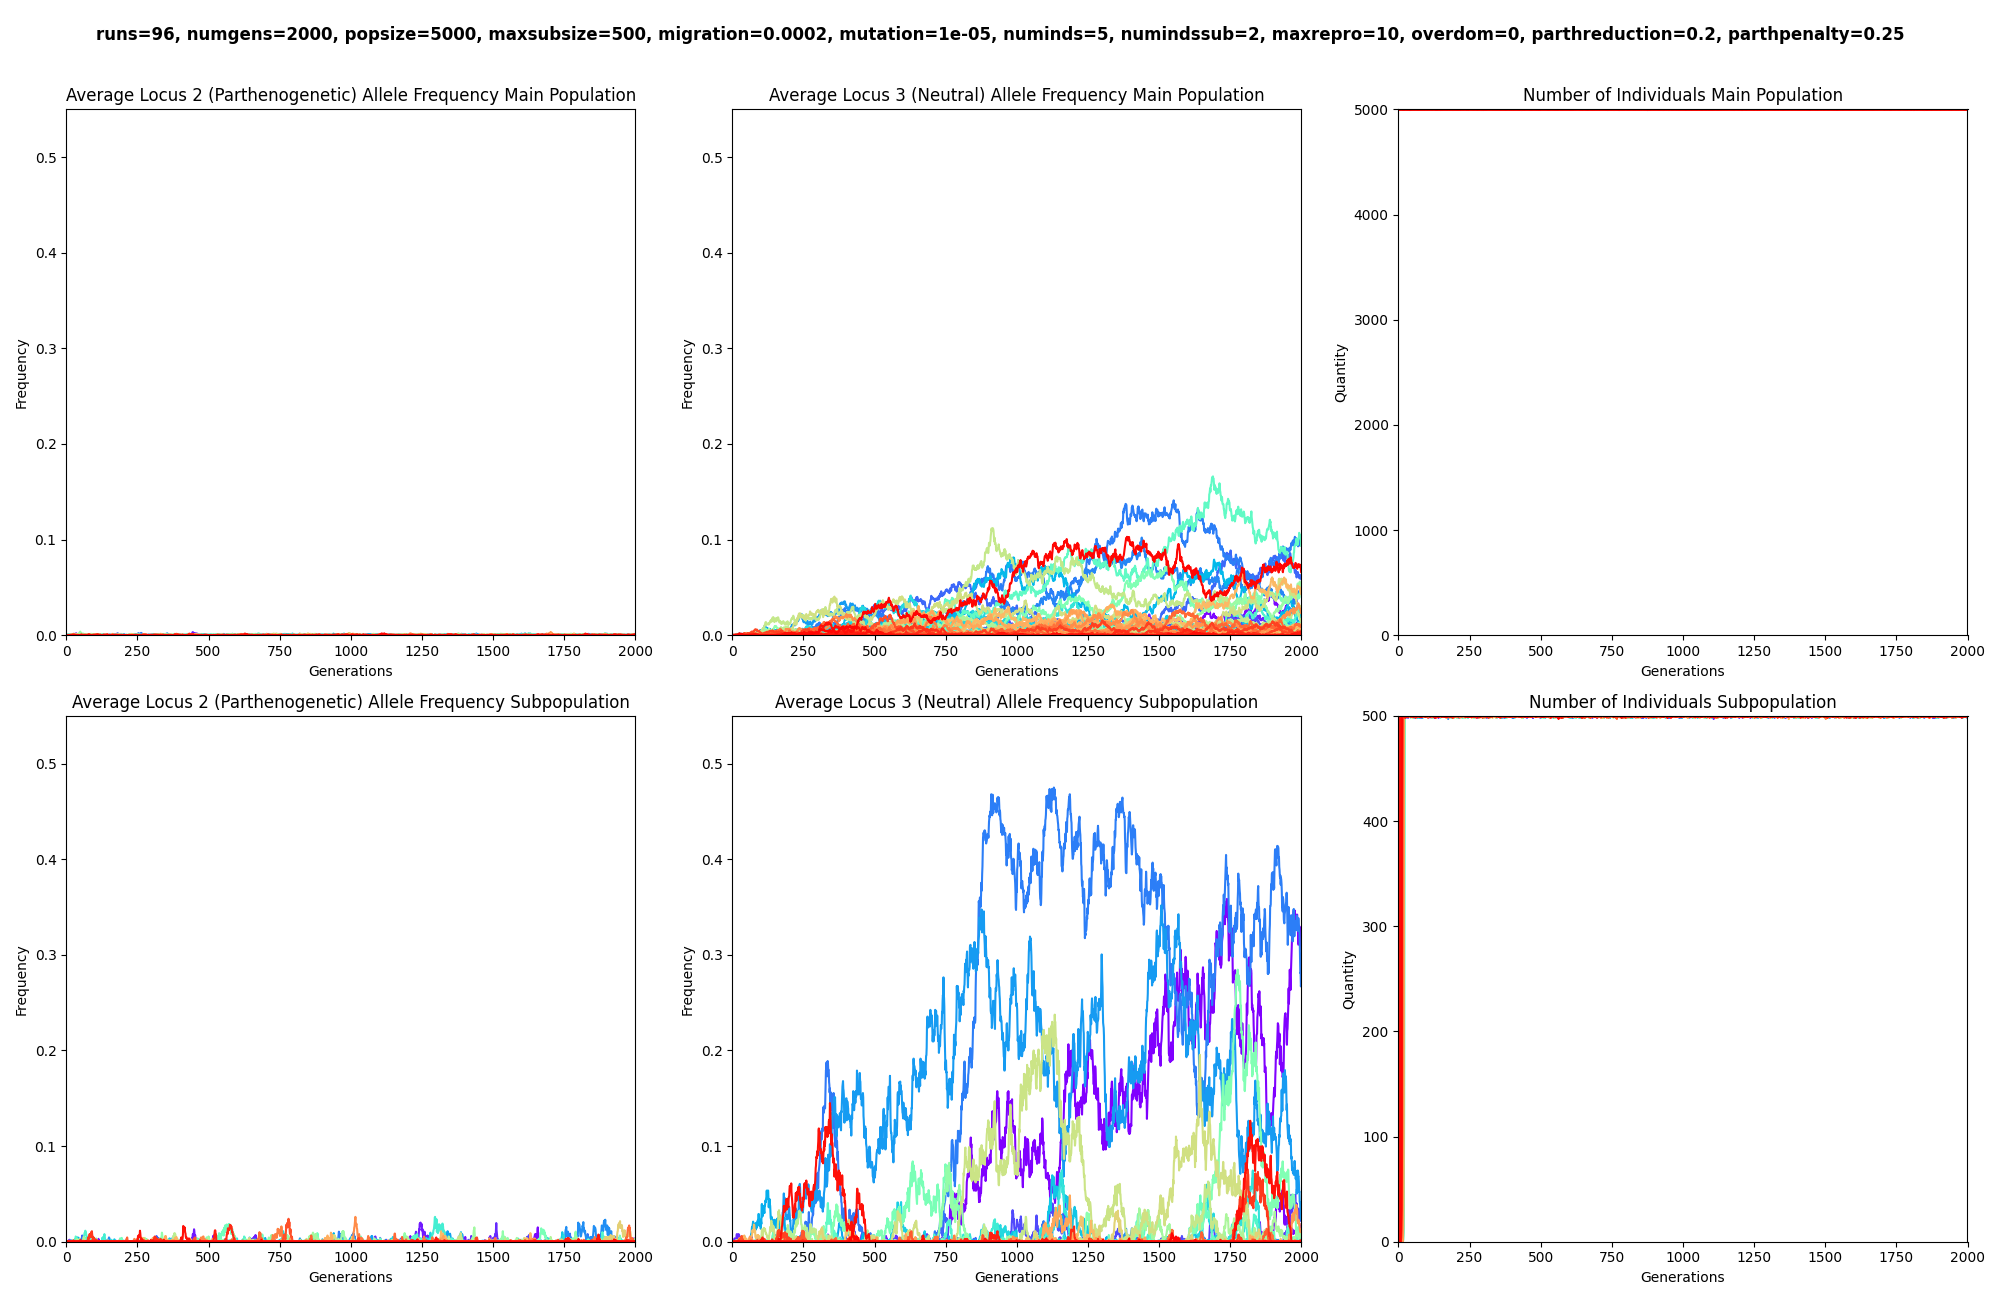 runs=96, numgens=2000, popsize=5000, maxsubsize=500, migration=0.0002, mutation=1e-05, numinds=5, numindssub=2, maxrepro=10, overdom=0, parthreduction=0.2, parthpenalty=0.25
Average Locus 2 (Parthenogenetic) Allele Frequency Main Population
Frequency
0.5
0.4
0.3
0.2
0.1
0.0
0 250 500 750 1000 1250 1500 1750 2000
Generations
Average Locus 3 (Neutral) Allele Frequency Main Population
Frequency
0.5
0.4
0.3
0.2
0.1
0.0
0 250 500 750 1000 1250 1500 1750 2000
Generations
Number of Individuals Main Population
Quantity
5000
4000
3000
2000
1000
0
0 250 500 750 1000 1250 1500 1750 2000
Generations
Average Locus 2 (Parthenogenetic) Allele Frequency Subpopulation
Frequency
0.5
0.4
0.3
0.2
0.1
0.0
0 250 500 750 1000 1250 1500 1750 2000
Generations
Average Locus 3 (Neutral) Allele Frequency Subpopulation
Frequency
0.5
0.4
0.3
0.2
0.1
0.0
0 250 500 750 1000 1250 1500 1750 2000
Generations
Number of Individuals Subpopulation
Quantity
500
400
300
200
100
0
0 250 500 750 1000 1250 1500 1750 2000
Generations